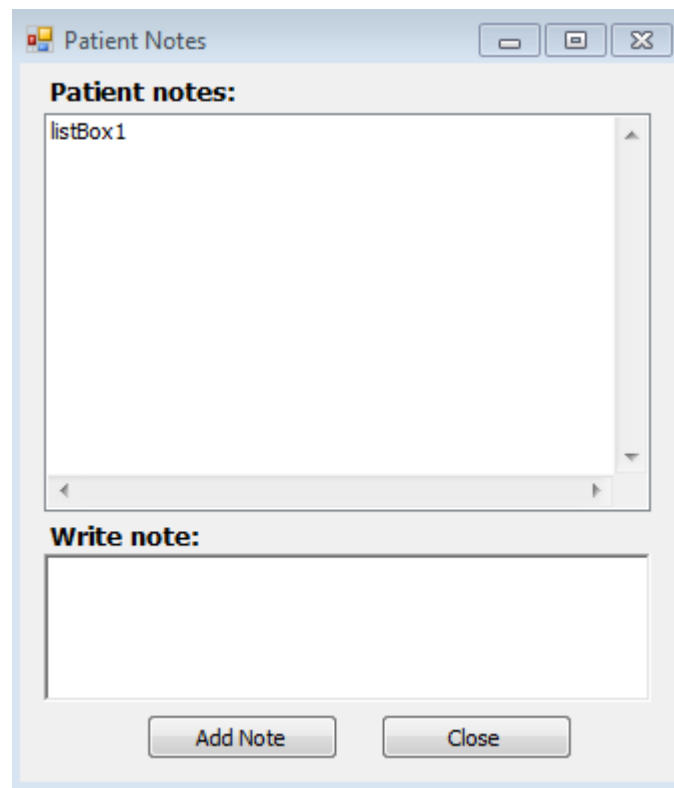 Patient Notes
Patient notes:
listBox1
Write note:
Add Note
Close